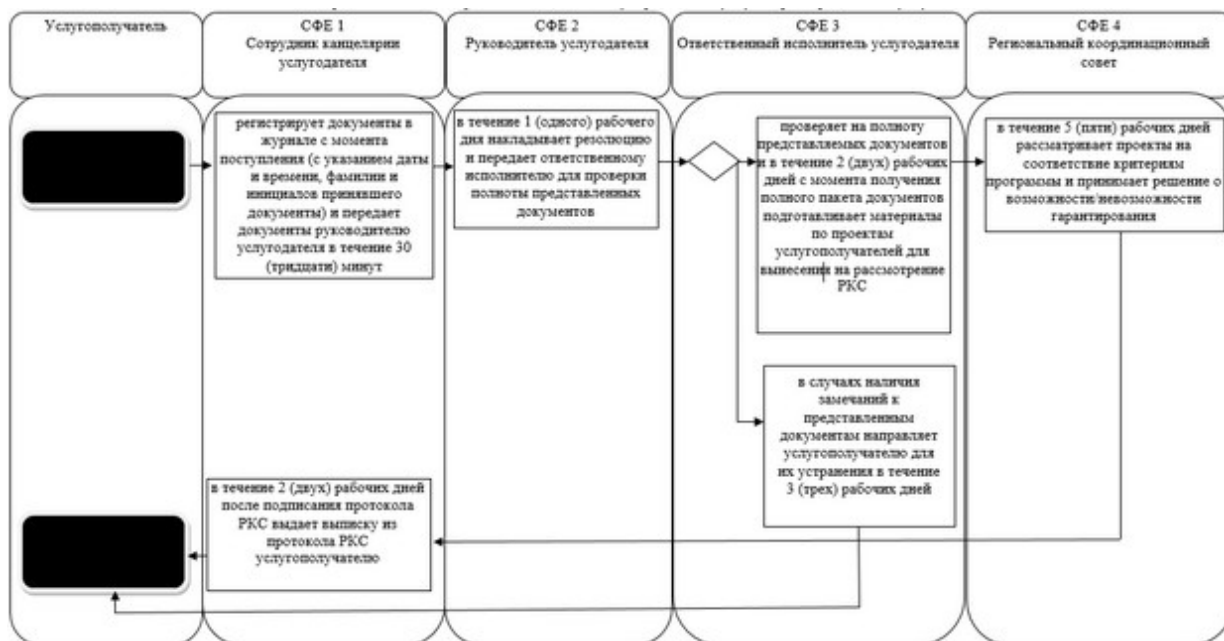 Услугополучатель
СФЕ 1
Сотрудник канцелярии
услугодателя
СФЕ 2
Руководитель услугодателя
СФЕ 3
Ответственный исполнитель услугодателя
СФЕ 4
Региональный координационный
совет
регистрирует документы в
журнале с момента
поступления (с указанием даты
и времени, фамилии и
инициалов принявшего
документы) и передает
документы руководителю
услугодателя в течение 30
(тридцати) минут
в течение 1 (одного) рабочего
дня накладывает резолюцию
и передает ответственному
исполнителю для проверки
полноты представленных
документов
проверяет на полноту
представляемых документов
и в течение 2 (двух) рабочих
дней с момента получения
полного пакета документов
подготавливает материалы
по проектам
услугополучателей для
вынесения на рассмотрение
РКС
в течение 5 (пяти) рабочих дней
рассматривает проекты на
соответствие критериям
программы и принимает решение о
возможности/невозможности
гарантирования
в случаях наличия
замечаний к
представленным
документам направляет
услугополучателю для
их устранения в течение
3 (трех) рабочих дней
в течение 2 (двух) рабочих дней
после подписания протокола
РКС выдает выписку из
протокола РКС
услугополучателю